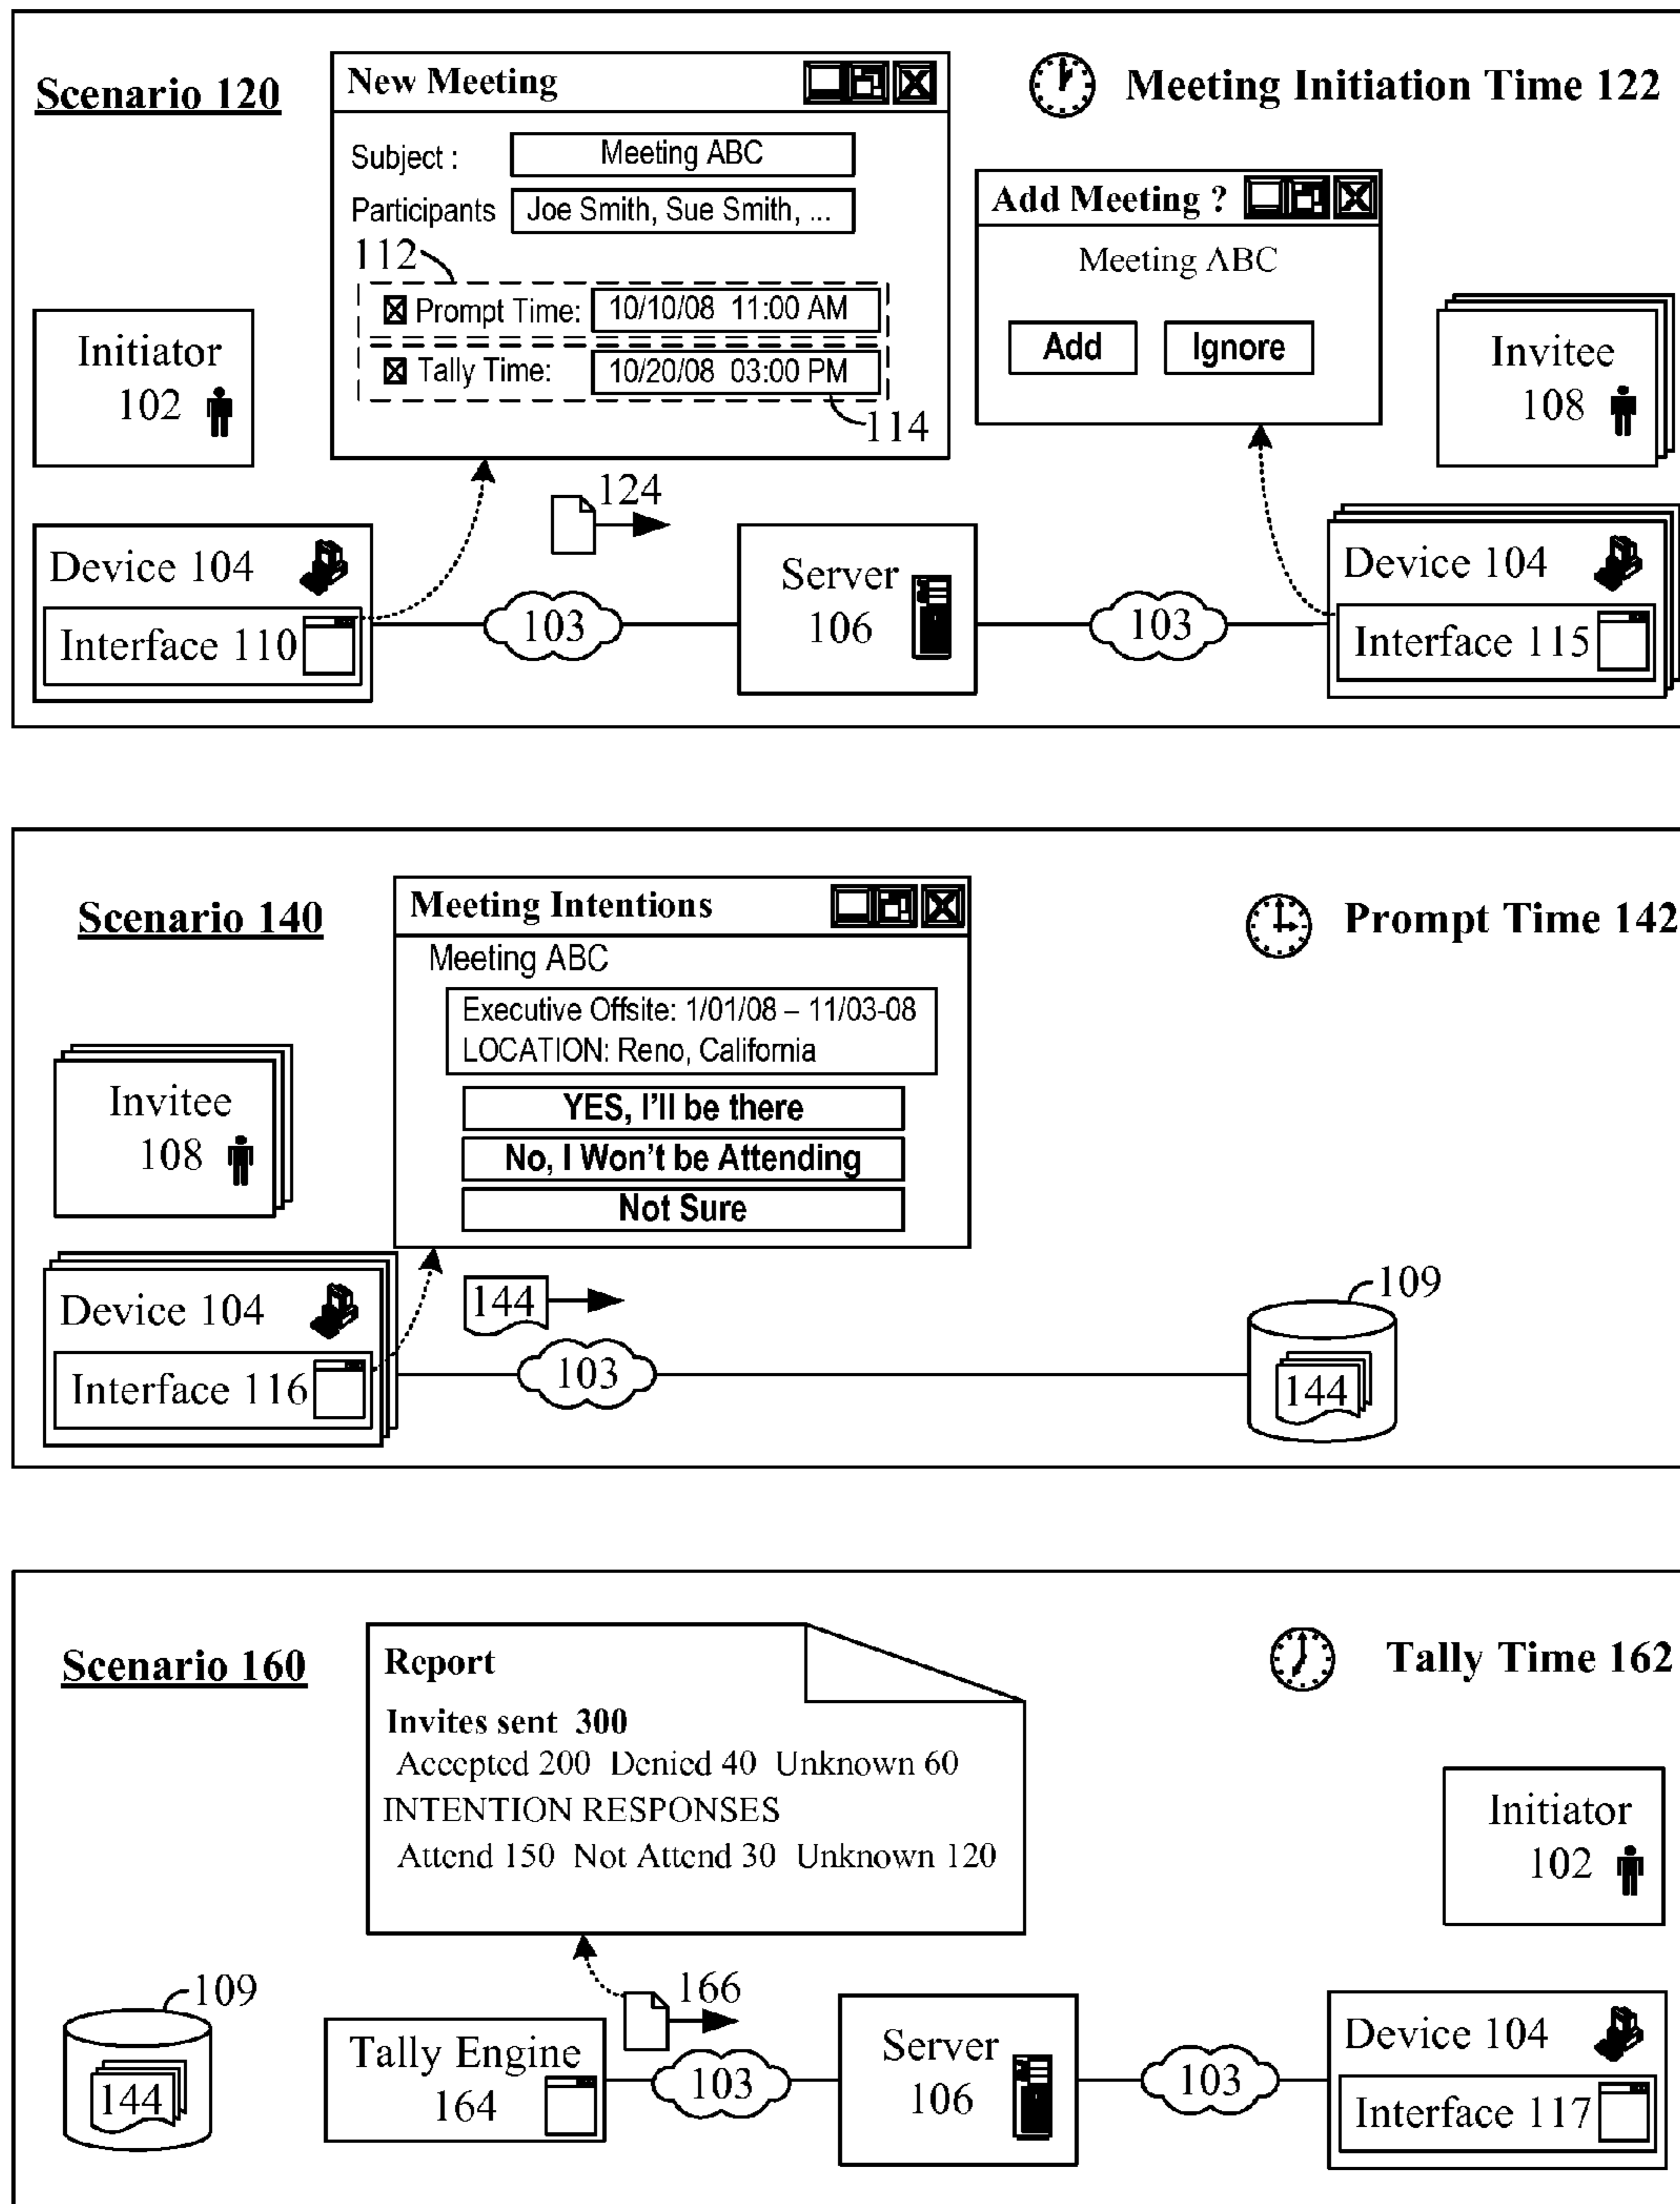 Scenario 120
New Meeting
Meeting Initiation Time 122
Subject :
Meeting ABC
Participants
Joe Smith, Sue Smith, ...
112
Prompt Time:
10/10/08 11:00 AM
Tally Time:
10/20/08 03:00 PM
114
Add Meeting ?
Meeting ABC
Add
Ignore
Initiator
102
Invitee
108
124
Device 104
Interface 110
103
Server
106
103
Device 104
Interface 115
Scenario 140
Meeting Intentions
Prompt Time 142
Meeting ABC
Executive Offsite: 1/01/08 – 11/03-08
LOCATION: Reno, California
YES, I'll be there
No, I Won't be Attending
Not Sure
Invitee
108
Device 104
Interface 116
144
103
109
144
Scenario 160
Report
Tally Time 162
Invites sent 300
Accepted 200 Denied 40 Unknown 60
INTENTION RESPONSES
Attend 150 Not Attend 30 Unknown 120
Initiator
102
109
144
Tally Engine
164
166
103
Server
106
103
Device 104
Interface 117